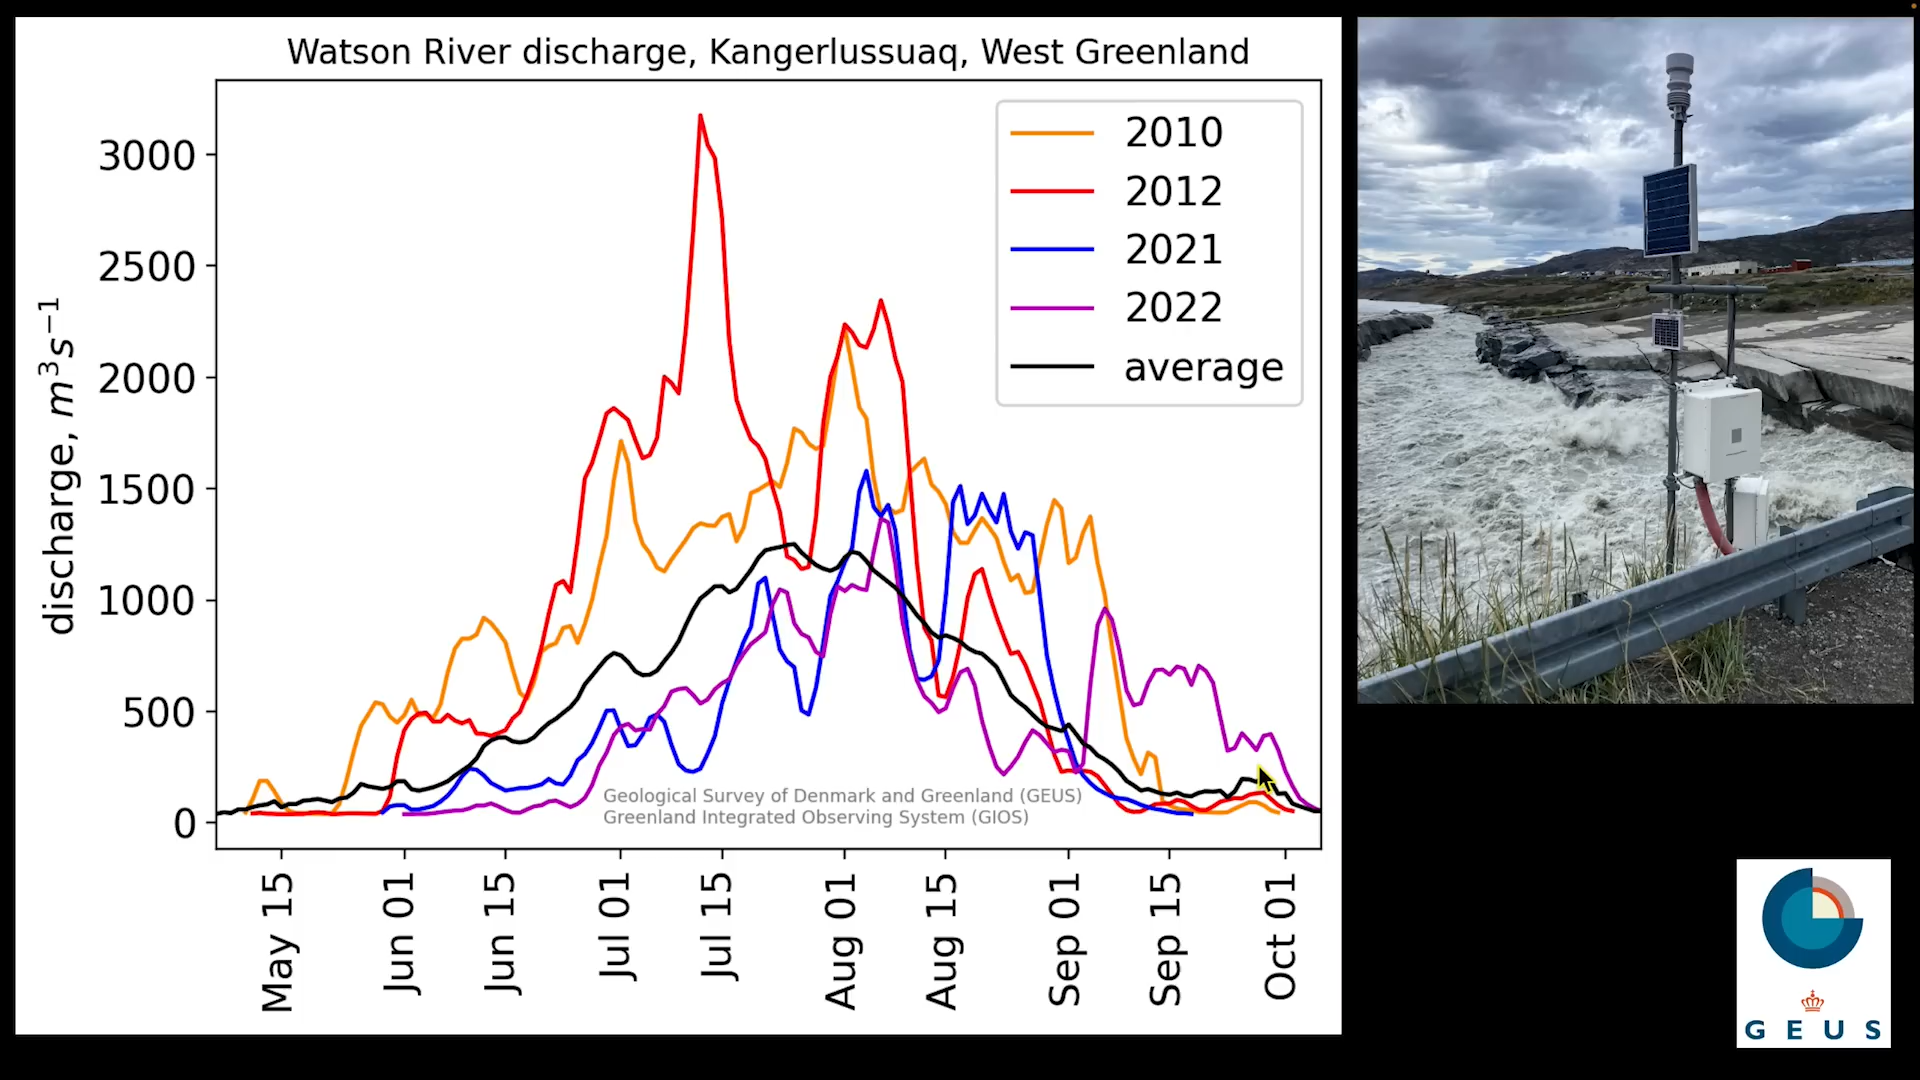 Watson River discharge, Kangerlussuaq, West Greenland
discharge, m³s⁻¹
3000
2500
2000
1500
1000
500
0
2010
2012
2021
2022
average
Geological Survey of Denmark and Greenland (GEUS)
Greenland Integrated Observing System (GIOS)
May 15
Jun 01
Jun 15
Jul 01
Jul 15
Aug 01
Aug 15
Sep 01
Sep 15
Oct 01
G E U S